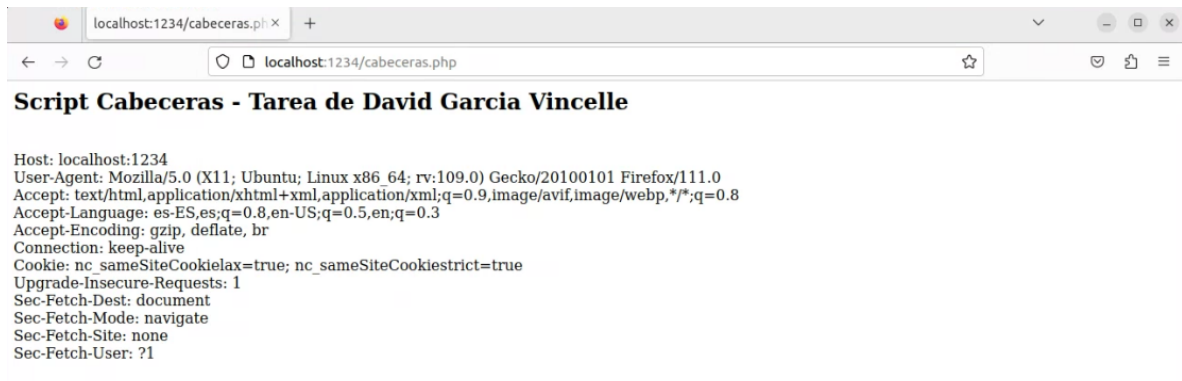 localhost:1234/cabeceras.ph
localhost:1234/cabeceras.php
Script Cabeceras - Tarea de David Garcia Vincelle
Host: localhost:1234
User-Agent: Mozilla/5.0 (X11; Ubuntu; Linux x86_64; rv:109.0) Gecko/20100101 Firefox/111.0
Accept: text/html,application/xhtml+xml,application/xml;q=0.9,image/avif,image/webp,*/*;q=0.8
Accept-Language: es-ES,es;q=0.8,en-US;q=0.5,en;q=0.3
Accept-Encoding: gzip, deflate, br
Connection: keep-alive
Cookie: nc_sameSiteCookielax=true; nc_sameSiteCookiestrict=true
Upgrade-Insecure-Requests: 1
Sec-Fetch-Dest: document
Sec-Fetch-Mode: navigate
Sec-Fetch-Site: none
Sec-Fetch-User: ?1